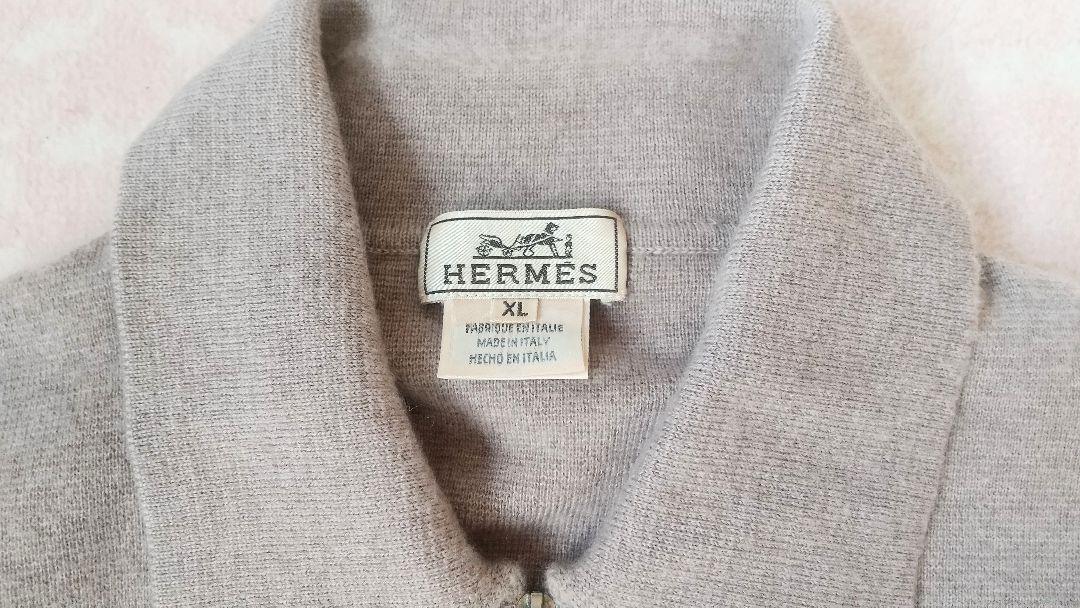 HERMES
XL
FABRIQUE EN ITALIE
MADE IN ITALY
HECHO EN ITALIA